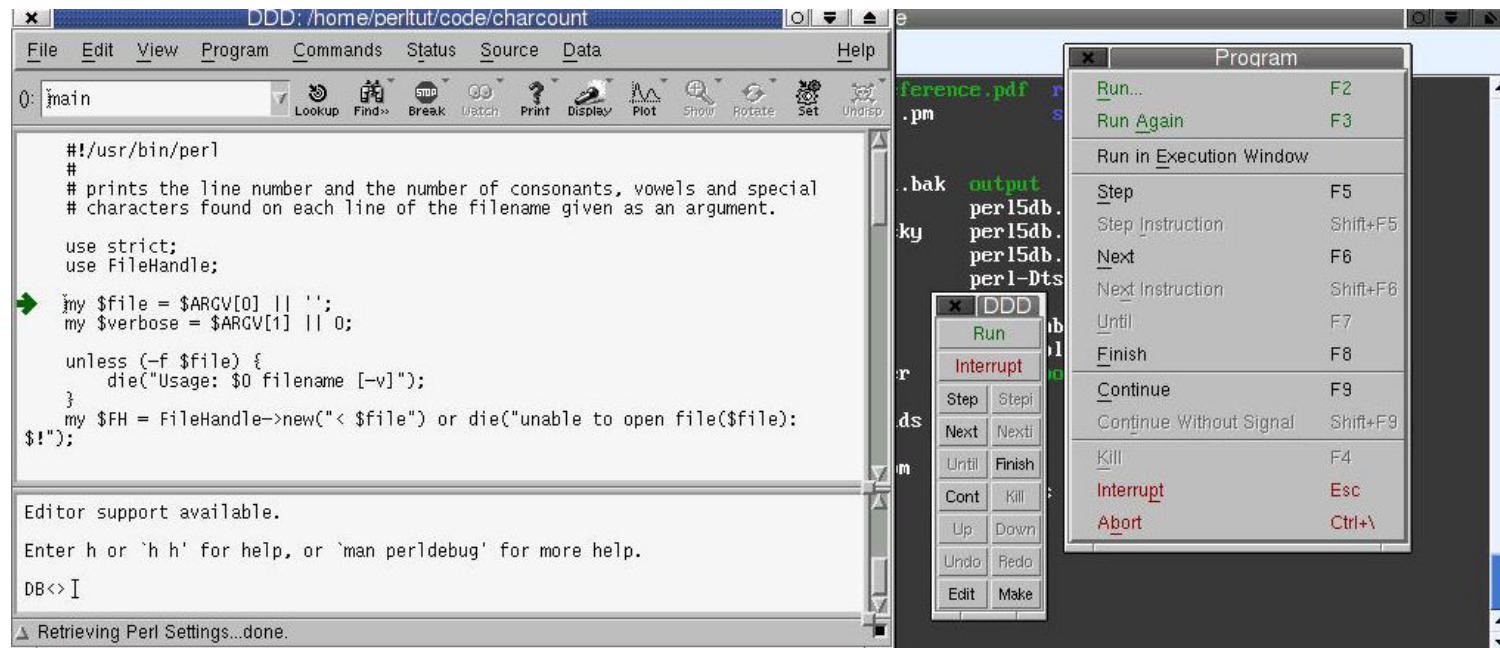 DDD: /home/perltut/code/charcount
File Edit View Program Commands Status Source Data Help
(): main
Lookup Find» Break Watch Print Display Plot Show Rotate Set Undisp
#!/usr/bin/perl
#
# prints the line number and the number of consonants, vowels and special
# characters found on each line of the filename given as an argument.
use strict;
use FileHandle;
my $file = $ARGV[0] || '';
my $verbose = $ARGV[1] || 0;
unless (-f $file) {
die("Usage: $0 filename [-v]");
}
my $FH = FileHandle->new("< $file") or die("unable to open file($file):
$!");
Editor support available.
Enter h or `h h' for help, or `man perldebug' for more help.
DB<>
Retrieving Perl Settings...done.
ference.pdf
.pm
.bak output
perl5db.
ky perl5db.
perl5db.
perl-Dts
DDD
Run
Interrupt
Step Stepi
Next Nexti
Until Finish
Cont Kill
Up Down
Undo Redo
Edit Make
Program
Run... F2
Run Again F3
Run in Execution Window
Step F5
Step Instruction Shift+F5
Next F6
Next Instruction Shift+F6
Until F7
Finish F8
Continue F9
Continue Without Signal Shift+F9
Kill F4
Interrupt Esc
Abort Ctrl+\